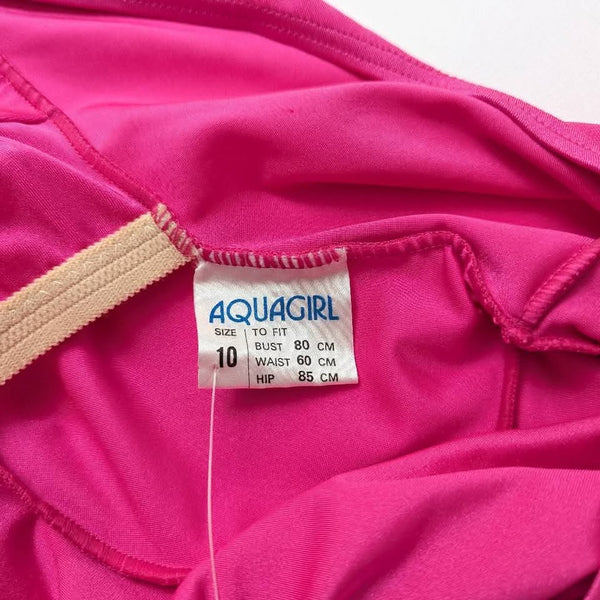 AQUAGIRL
SIZE TO FIT
10 BUST 80 CM
WAIST 60 CM
HIP 85 CM